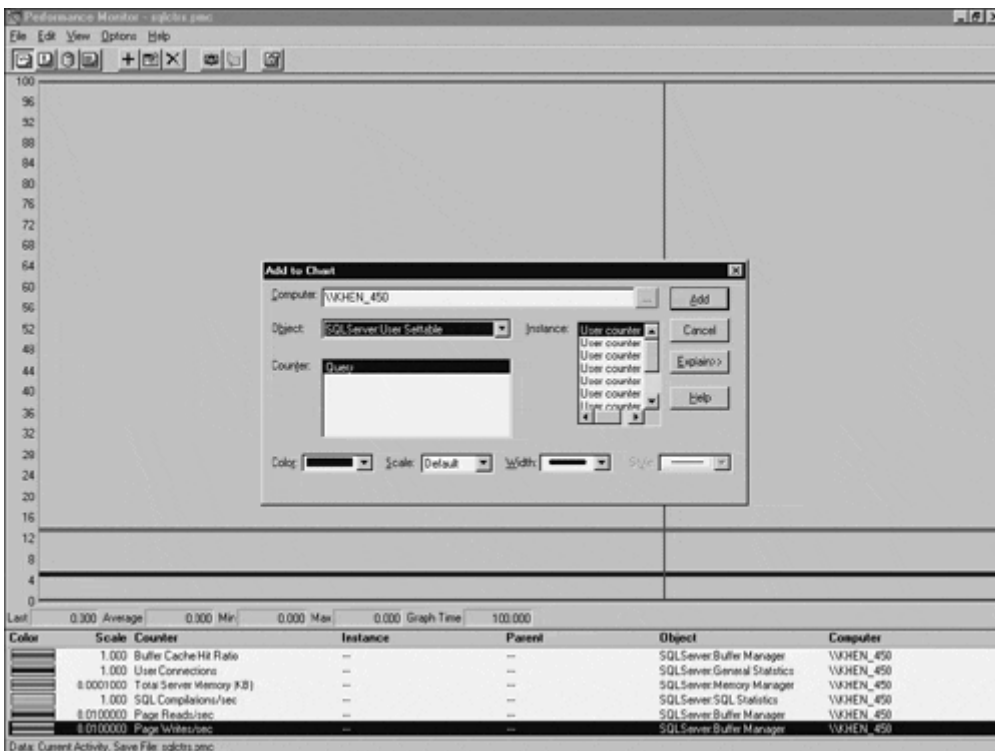 Performance Monitor - sqlctrs.pmc
File Edit View Options Help
100
96
92
88
84
80
76
72
68
64
60
56
52
48
44
40
36
32
28
24
20
16
12
8
4
0
Add to Chart
Computer: \\KHEN_450 ... Add
Object: SQLServer:User Settable Instance: User counter Cancel
User counter
User counter
Counter: Query User counter Explain>>
User counter
User counter
User counter Help
Color: Scale: Default Width: Style:
Last 0.300 Average 0.300 Min 0.000 Max 0.000 Graph Time 100.000
Color Scale Counter Instance Parent Object Computer
1.000 Buffer Cache Hit Ratio --- --- SQLServer:Buffer Manager \\KHEN_450
1.000 User Connections --- --- SQLServer:General Statistics \\KHEN_450
0.0001000 Total Server Memory (KB) --- --- SQLServer:Memory Manager \\KHEN_450
1.000 SQL Compilations/sec --- --- SQLServer:SQL Statistics \\KHEN_450
0.0100000 Page Reads/sec --- --- SQLServer:Buffer Manager \\KHEN_450
0.0100000 Page Writes/sec --- --- SQLServer:Buffer Manager \\KHEN_450
Data: Current Activity, Save File: sqlctrs.pmc